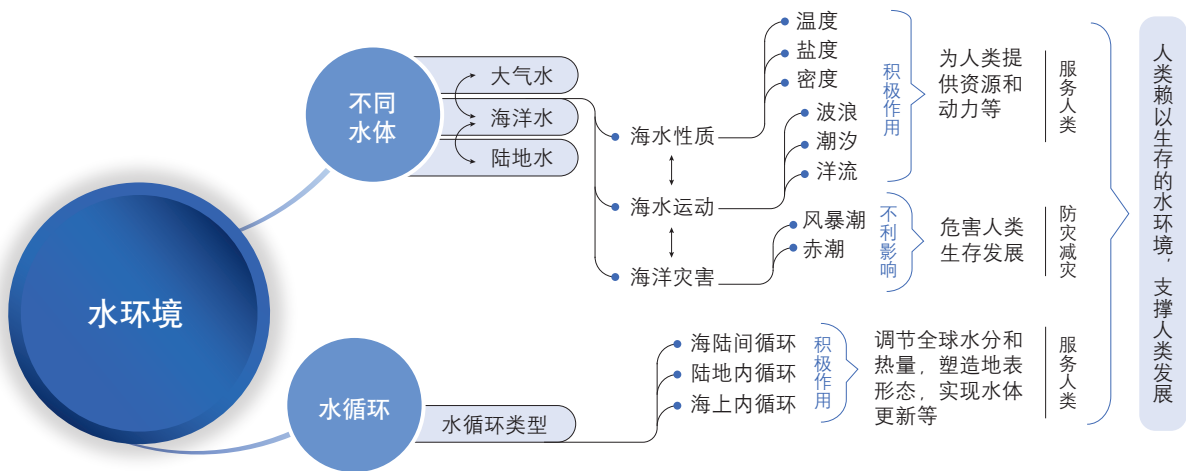 水环境
不同
水体
大气水
海洋水
陆地水
海水性质
海水运动
海洋灾害
温度
盐度
密度
波浪
潮汐
洋流
风暴潮
赤潮
积极作用
不利影响
为人类提
供资源和
动力等
危害人类
生存发展
服务人类
防灾减灾
水循环
水循环类型
海陆间循环
陆地内循环
海上内循环
积极作用
调节全球水分和
热量，塑造地表
形态，实现水体
更新等
服务人类
人类赖以生存的水环境，支撑人类发展